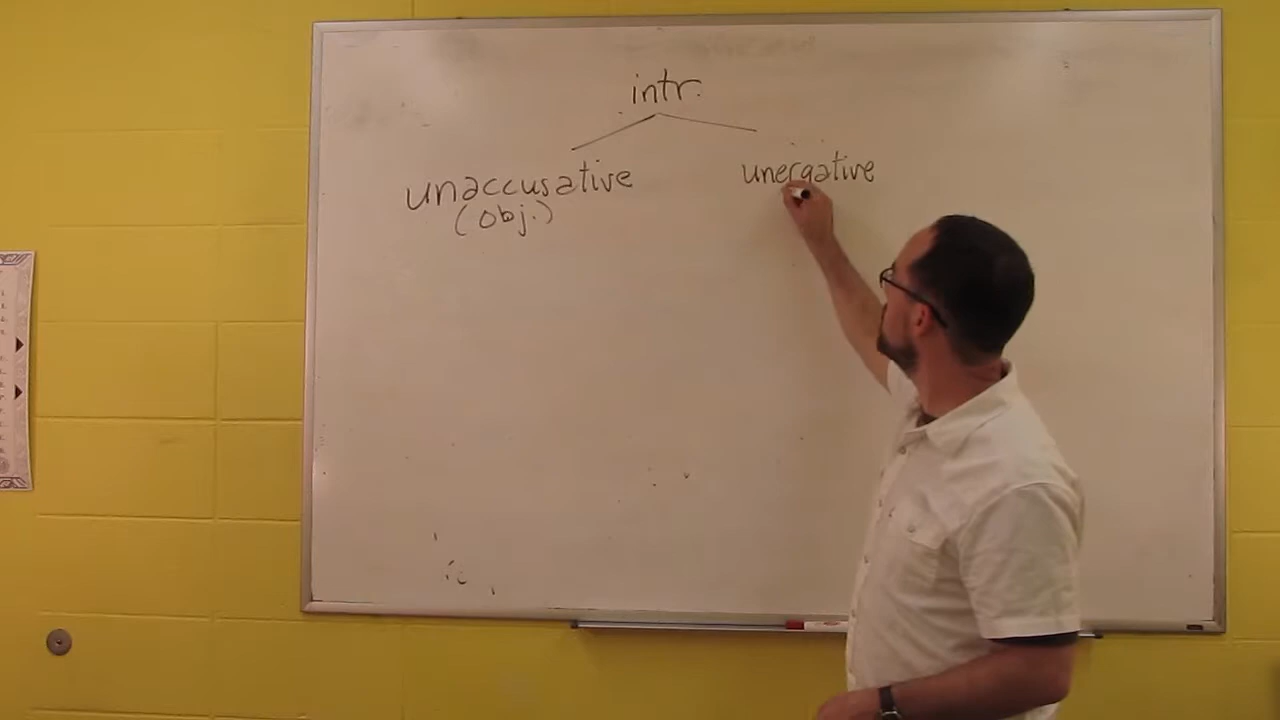 intr.
unaccusative unergative
(obj.)